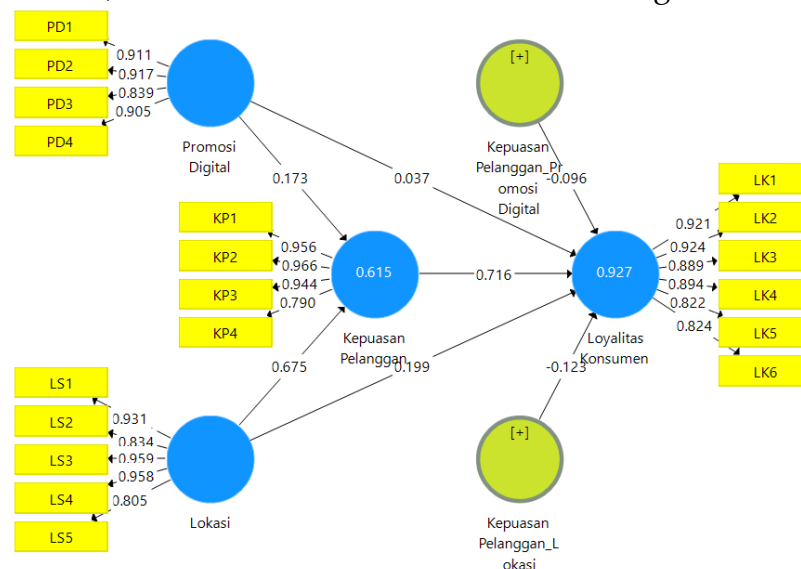 PD1
PD2
PD3
PD4
0.911
0.917
0.839
0.905
Promosi
Digital
[+]
Kepuasan
Pelanggan_Pr
omosi
Digital
0.173
0.037
-0.096
KP1
KP2
KP3
KP4
0.956
0.966
0.944
0.790
0.615
Kepuasan
Pelanggan
0.716
0.927
Loyalitas
Konsumen
0.921
0.924
0.889
0.894
0.822
0.824
LK1
LK2
LK3
LK4
LK5
LK6
0.675
0.199
-0.123
LS1
LS2
LS3
LS4
LS5
0.931
0.834
0.959
0.958
0.805
Lokasi
[+]
Kepuasan
Pelanggan_L
okasi